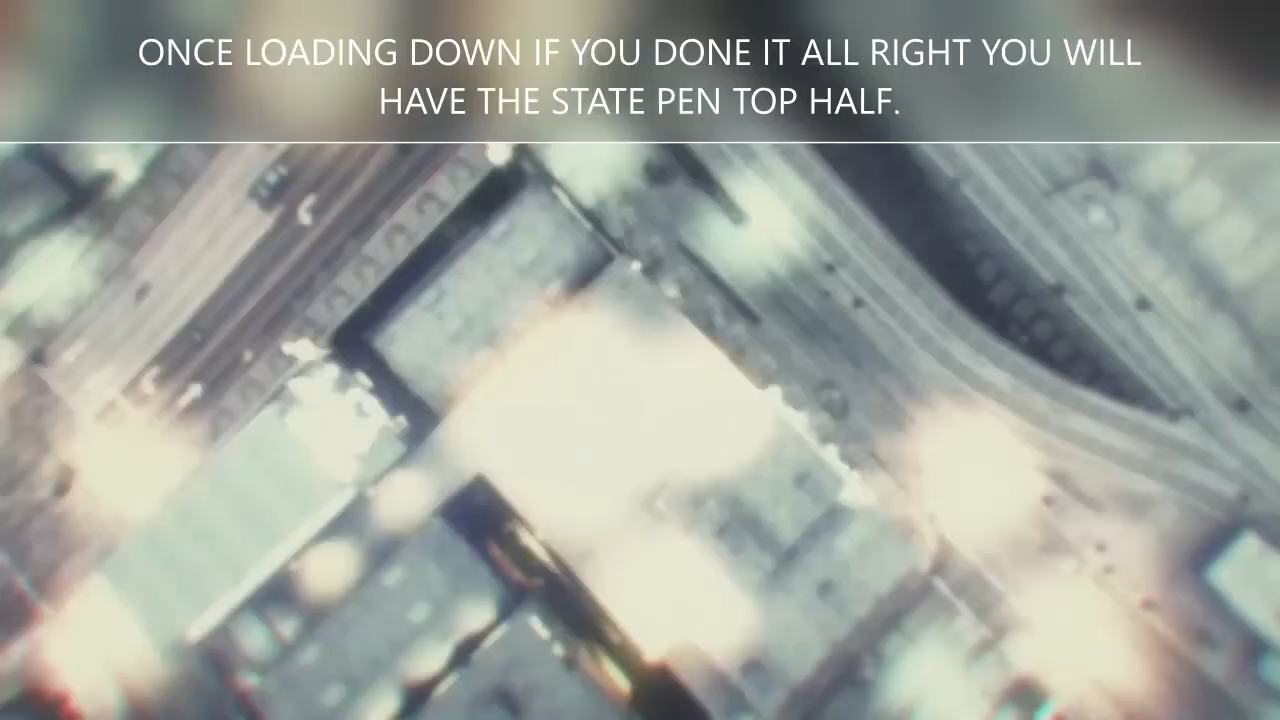 ONCE LOADING DOWN IF YOU DONE IT ALL RIGHT YOU WILL
HAVE THE STATE PEN TOP HALF.